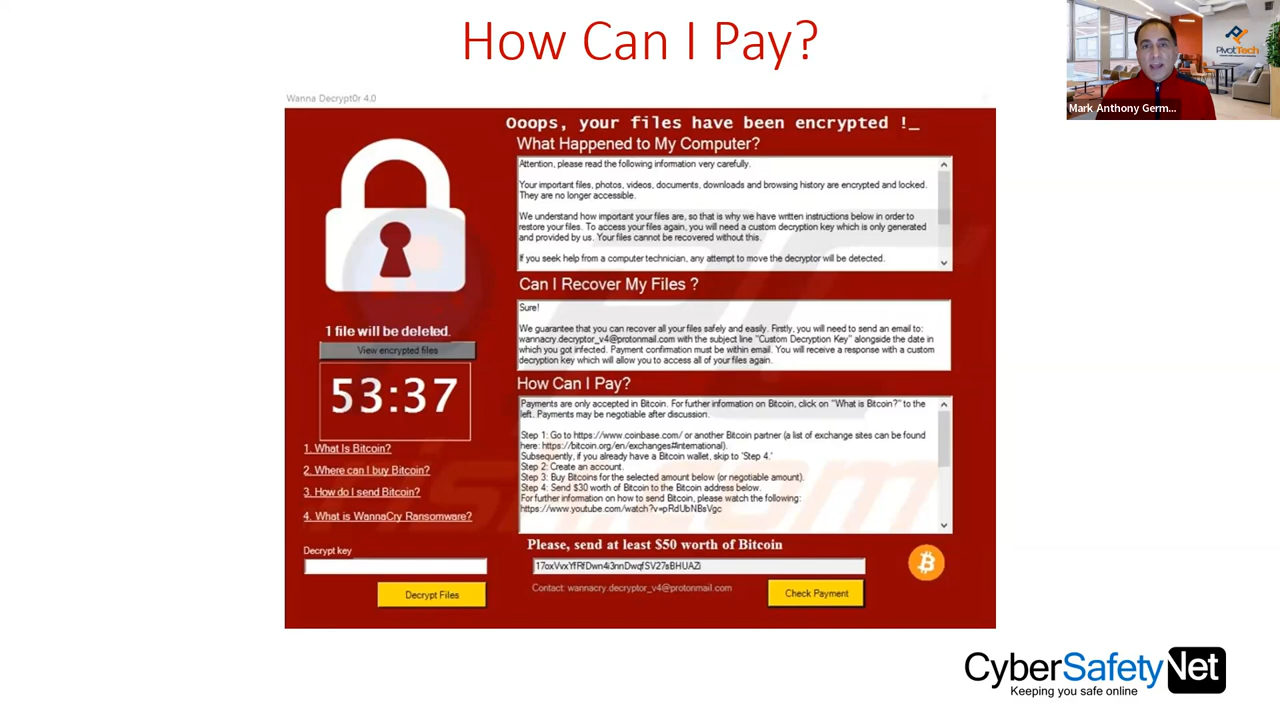 How Can I Pay?
PivotTech
Mark Anthony Germ...
Wanna Decrypt0r 4.0
Ooops, your files have been encrypted !_
What Happened to My Computer?
Attention, please read the following information very carefully.
Your important files, photos, videos, documents, downloads and browsing history are encrypted and locked.
They are no longer accessible.
We understand how important your files are, so that is why we have written instructions below in order to
restore your files. To access your files again, you will need a custom decryption key which is only generated
and provided by us. Your files cannot be recovered without this.
If you seek help from a computer technician, any attempt to move the decryptor will be detected.
Can I Recover My Files ?
Sure!
We guarantee that you can recover all your files safely and easily. Firstly, you will need to send an email to:
wannacry.decryptor_v4@protonmail.com with the subject line "Custom Decryption Key" alongside the date in
which you got infected. Payment confirmation must be within email. You will receive a response with a custom
decryption key which will allow you to access all of your files again.
1 file will be deleted.
View encrypted files
53:37
1. What Is Bitcoin?
2. Where can I buy Bitcoin?
3. How do I send Bitcoin?
4. What is WannaCry Ransomware?
How Can I Pay?
Payments are only accepted in Bitcoin. For further information on Bitcoin, click on "What is Bitcoin?" to the
left. Payments may be negotiable after discussion.
Step 1: Go to https://www.coinbase.com/ or another Bitcoin partner (a list of exchange sites can be found
here: https://bitcoin.org/en/exchanges#international).
Subsequently, if you already have a Bitcoin wallet, skip to 'Step 4.'
Step 2: Create an account.
Step 3: Buy Bitcoins for the selected amount below (or negotiable amount).
Step 4: Send $30 worth of Bitcoin to the Bitcoin address below.
For further information on how to send Bitcoin, please watch the following:
https://www.youtube.com/watch?v=pRdUbNBsVgc
Decrypt key
Decrypt Files
Please, send at least $50 worth of Bitcoin
17oxVvxYfRfDwn4i3nnDwqfSV27sBHUAZi
Contact: wannacry.decryptor_v4@protonmail.com
Check Payment
CyberSafetyNet
Keeping you safe online